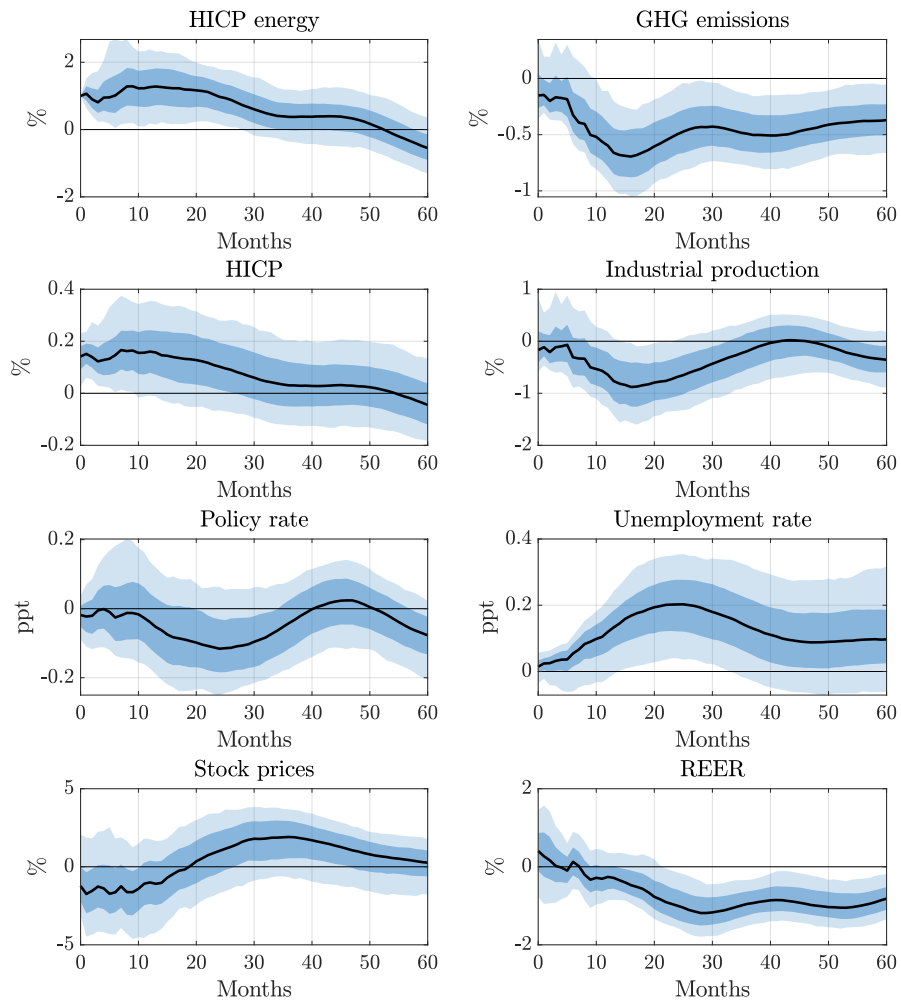 HICP energy
2
0
-2
%
0 10 20 30 40 50 60
Months
GHG emissions
0
-0.5
-1
%
0 10 20 30 40 50 60
Months
HICP
0.4
0.2
0
-0.2
%
0 10 20 30 40 50 60
Months
Industrial production
1
0
-1
-2
%
0 10 20 30 40 50 60
Months
Policy rate
0.2
0
-0.2
ppt
0 10 20 30 40 50 60
Months
Unemployment rate
0.4
0.2
0
ppt
0 10 20 30 40 50 60
Months
Stock prices
5
0
-5
%
0 10 20 30 40 50 60
Months
REER
2
0
-2
%
0 10 20 30 40 50 60
Months